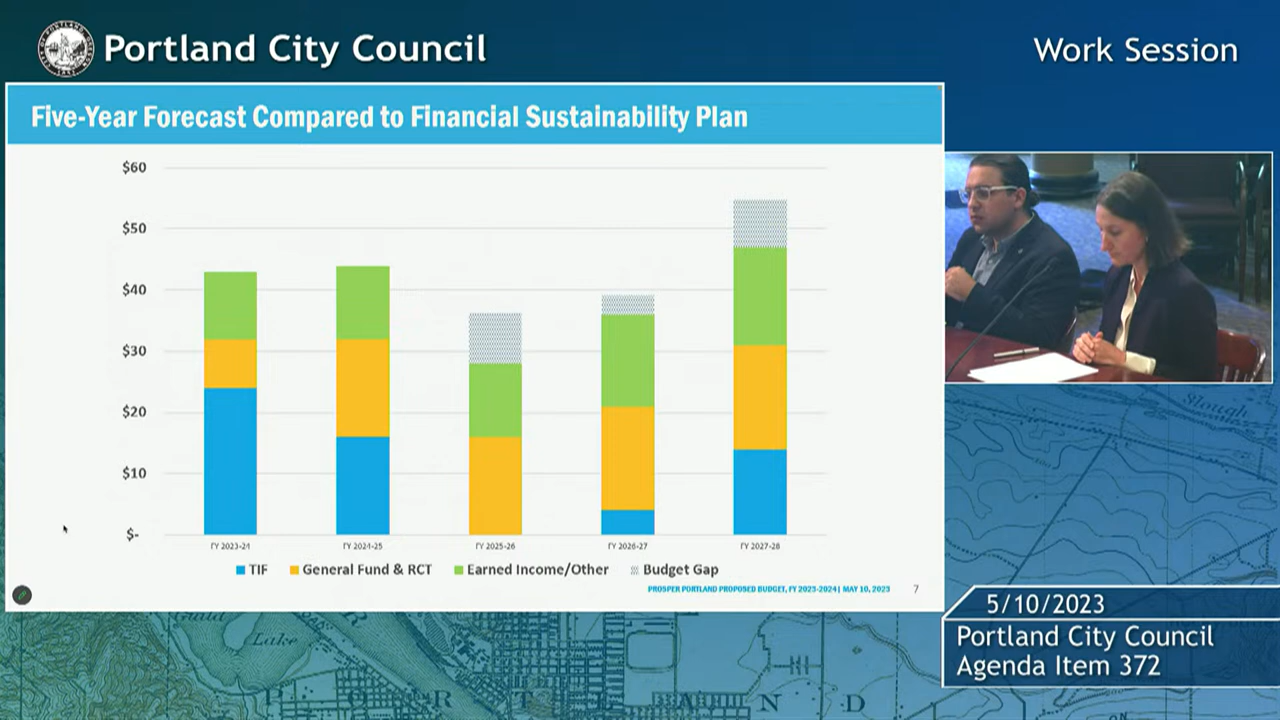 Portland City Council
Work Session
Five-Year Forecast Compared to Financial Sustainability Plan
$60
$50
$40
$30
$20
$10
$-
FY 2023-24
FY 2024-25
FY 2025-26
FY 2026-27
FY 2027-28
TIF
General Fund & RCT
Earned Income/Other
Budget Gap
PROSPER PORTLAND PROPOSED BUDGET, FY 2023-2024 | MAY 10, 2023
7
Slough
5/10/2023
Portland City Council
Agenda Item 372
Lake